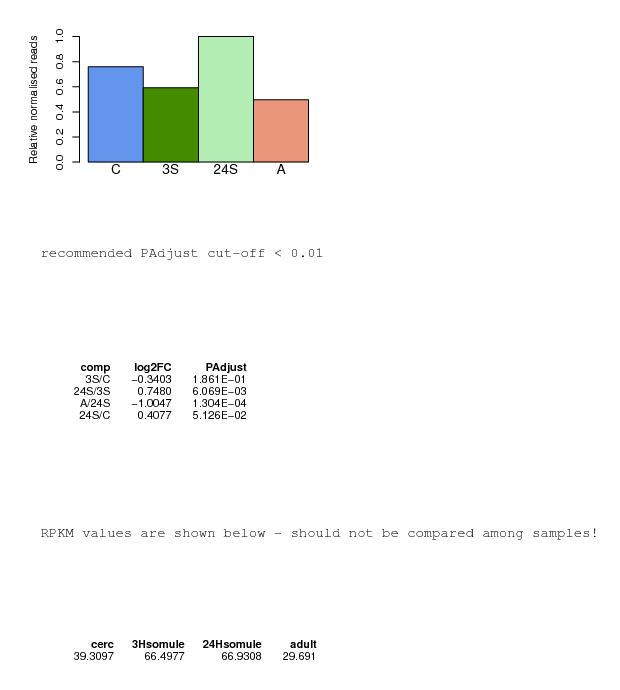 Relative normalised reads
1.0
0.8
0.6
0.4
0.2
0.0
C 3S 24S A
recommended PAdjust cut-off < 0.01
comp log2FC PAdjust
3S/C −0.3403 1.861E−01
24S/3S 0.7480 6.069E−03
A/24S −1.0047 1.304E−04
24S/C 0.4077 5.126E−02
RPKM values are shown below - should not be compared among samples!
cerc 3Hsomule 24Hsomule adult
39.3097 66.4977 66.9308 29.691